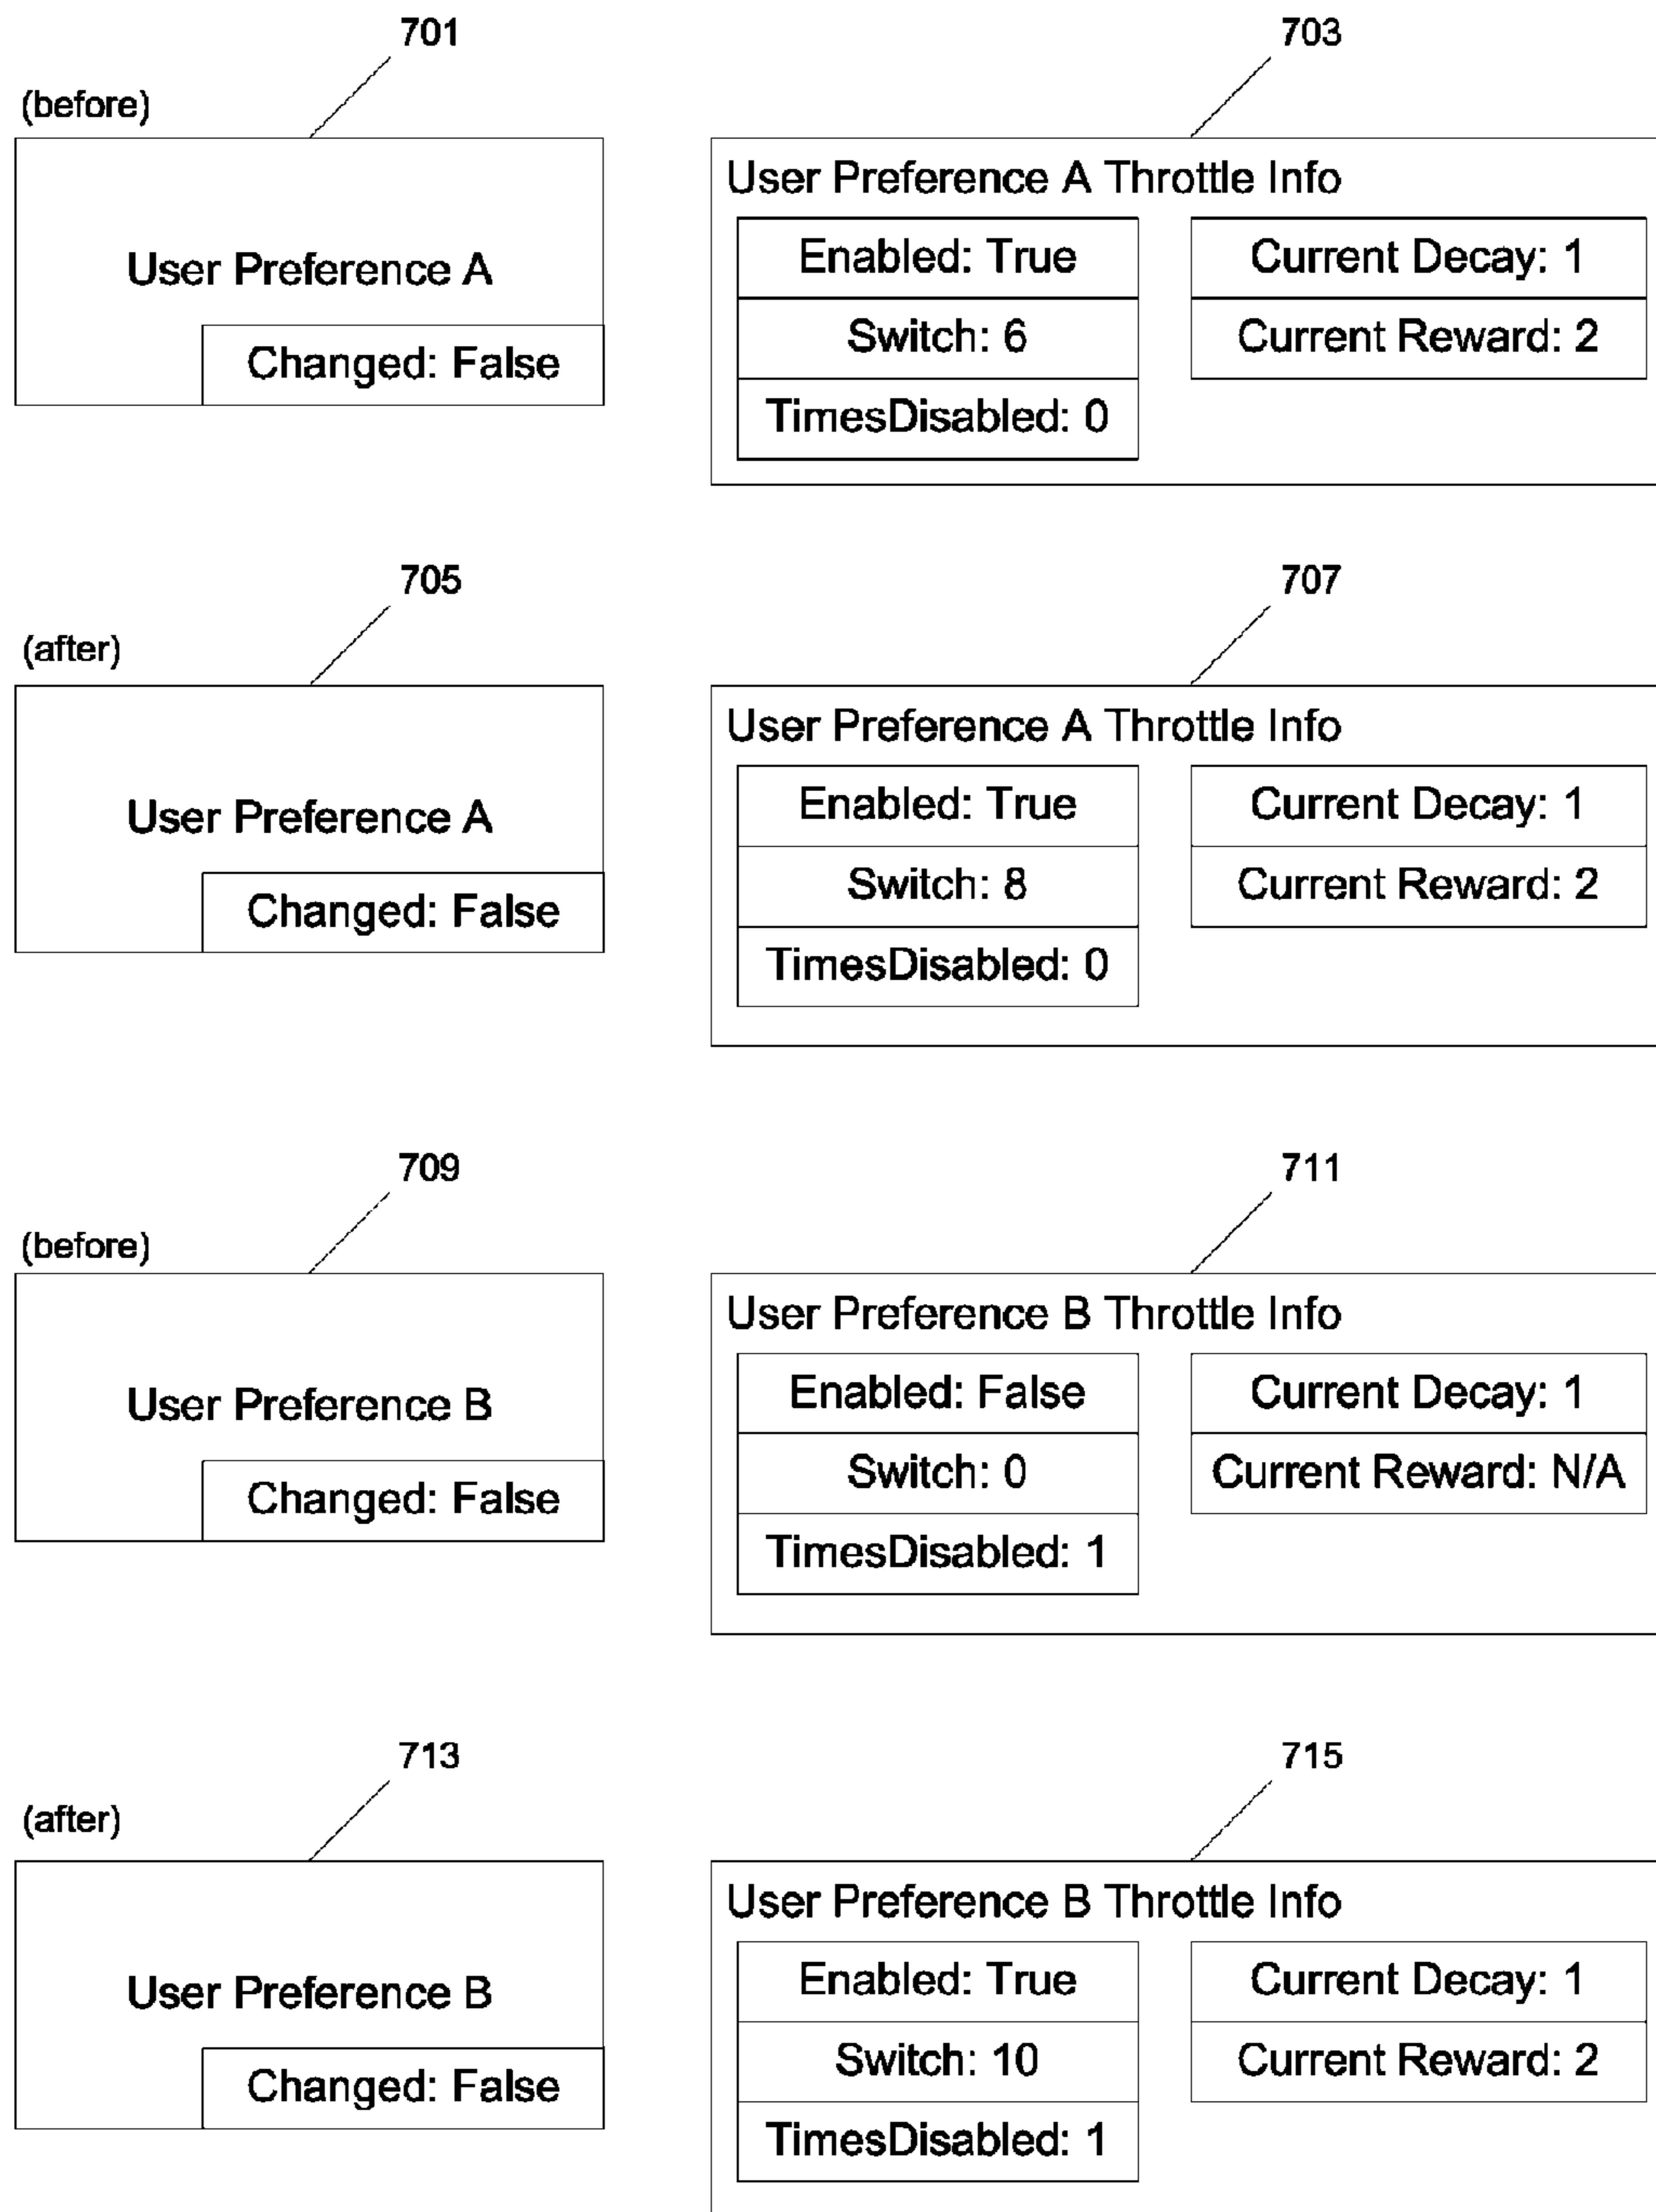 701
703
(before)
User Preference A
Changed: False
User Preference A Throttle Info
Enabled: True
Switch: 6
TimesDisabled: 0
Current Decay: 1
Current Reward: 2
705
707
(after)
User Preference A
Changed: False
User Preference A Throttle Info
Enabled: True
Switch: 8
TimesDisabled: 0
Current Decay: 1
Current Reward: 2
709
711
(before)
User Preference B
Changed: False
User Preference B Throttle Info
Enabled: False
Switch: 0
TimesDisabled: 1
Current Decay: 1
Current Reward: N/A
713
715
(after)
User Preference B
Changed: False
User Preference B Throttle Info
Enabled: True
Switch: 10
TimesDisabled: 1
Current Decay: 1
Current Reward: 2